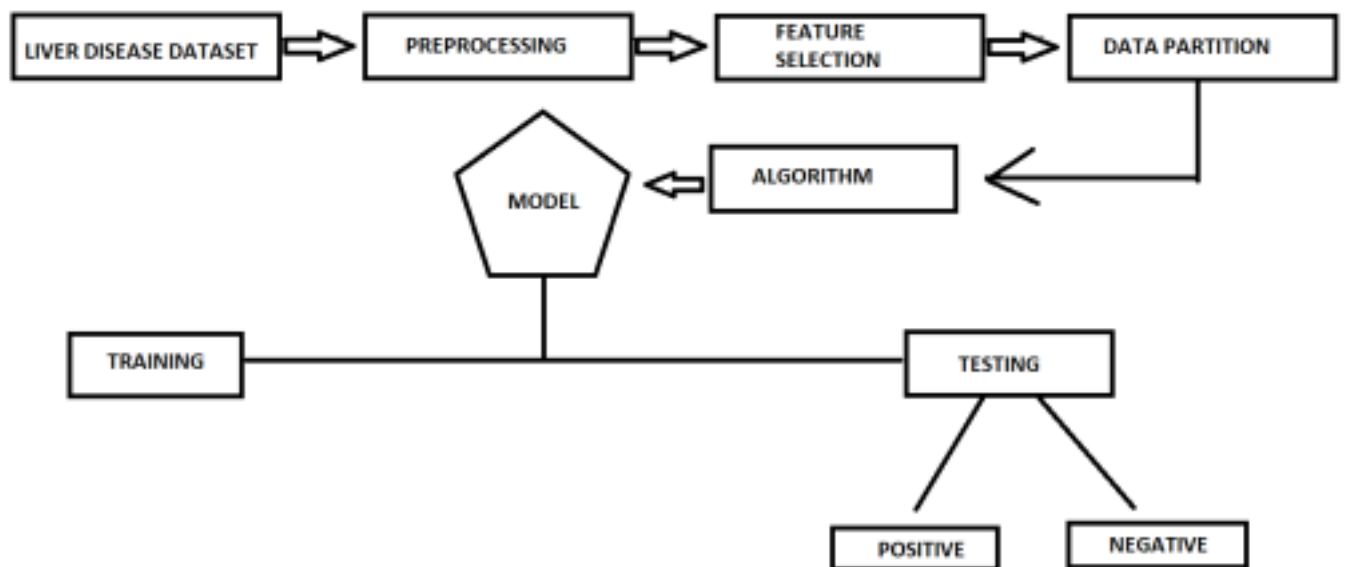 LIVER DISEASE DATASET
PREPROCESSING
FEATURE
SELECTION
DATA PARTITION
ALGORITHM
MODEL
TRAINING
TESTING
POSITIVE
NEGATIVE